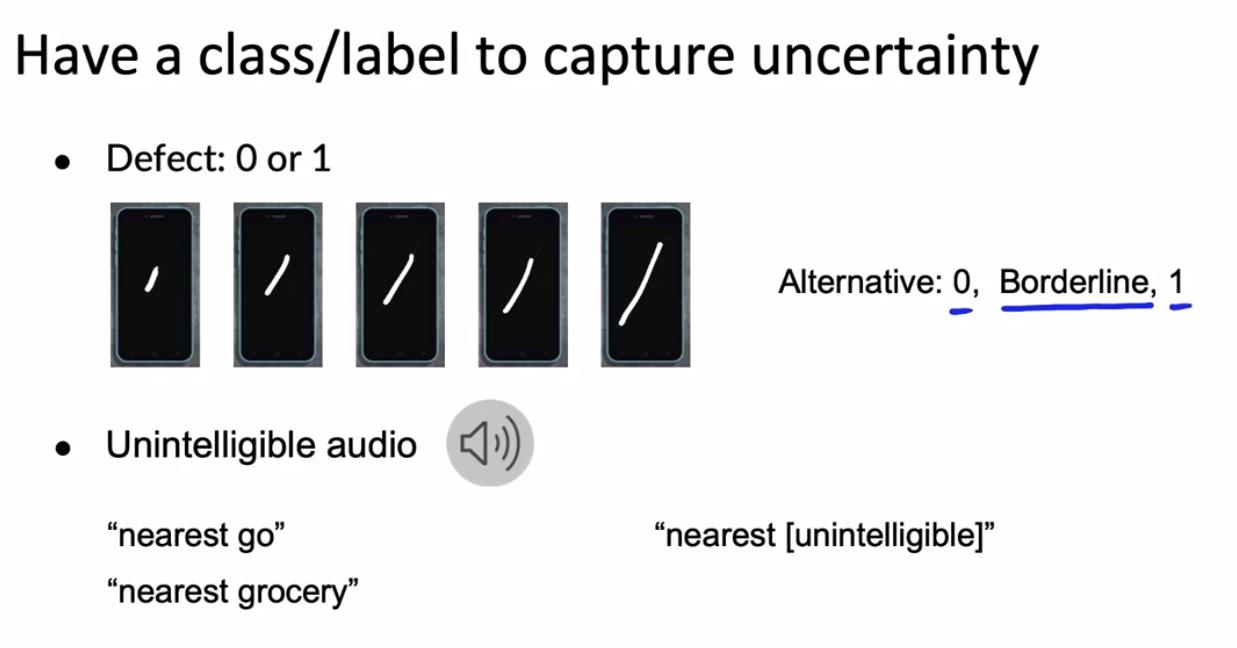 Have a class/label to capture uncertainty
• Defect: 0 or 1
Alternative: 0, Borderline, 1
• Unintelligible audio
“nearest go”
“nearest [unintelligible]”
“nearest grocery”